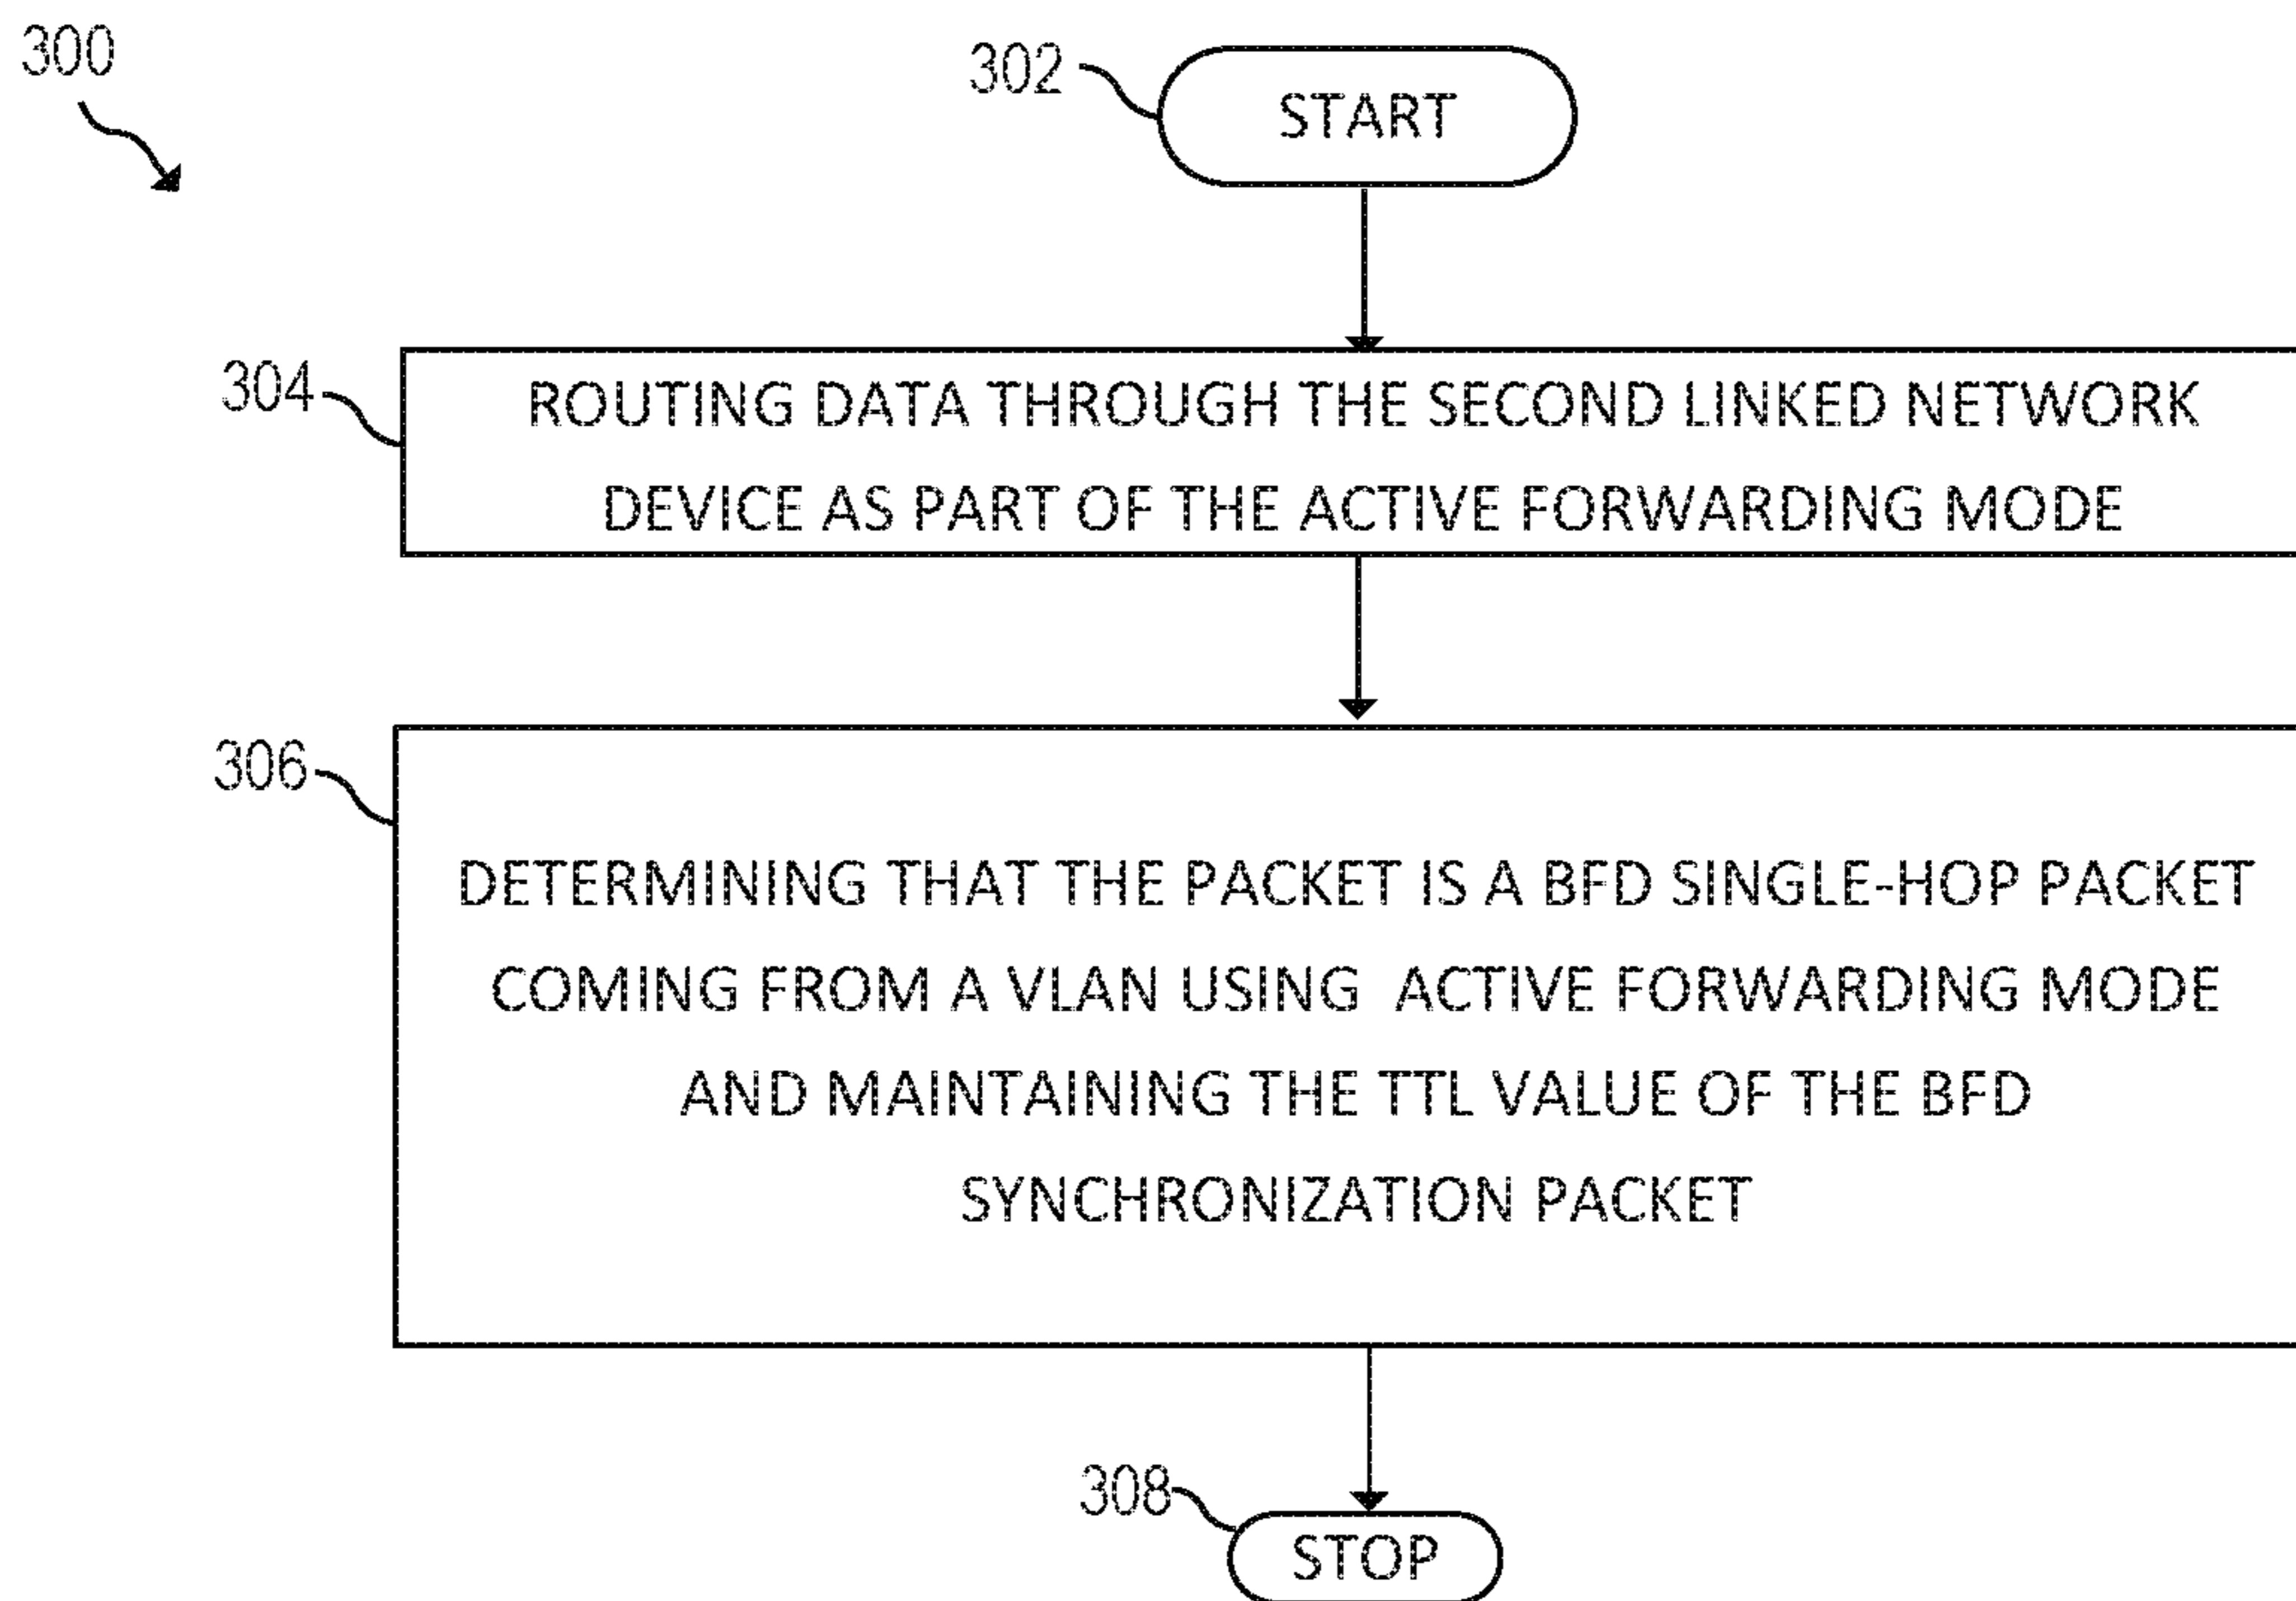 300
302
START
304
ROUTING DATA THROUGH THE SECOND LINKED NETWORK
DEVICE AS PART OF THE ACTIVE FORWARDING MODE
306
DETERMINING THAT THE PACKET IS A BFD SINGLE-HOP PACKET
COMING FROM A VLAN USING ACTIVE FORWARDING MODE
AND MAINTAINING THE TTL VALUE OF THE BFD
SYNCHRONIZATION PACKET
308
STOP